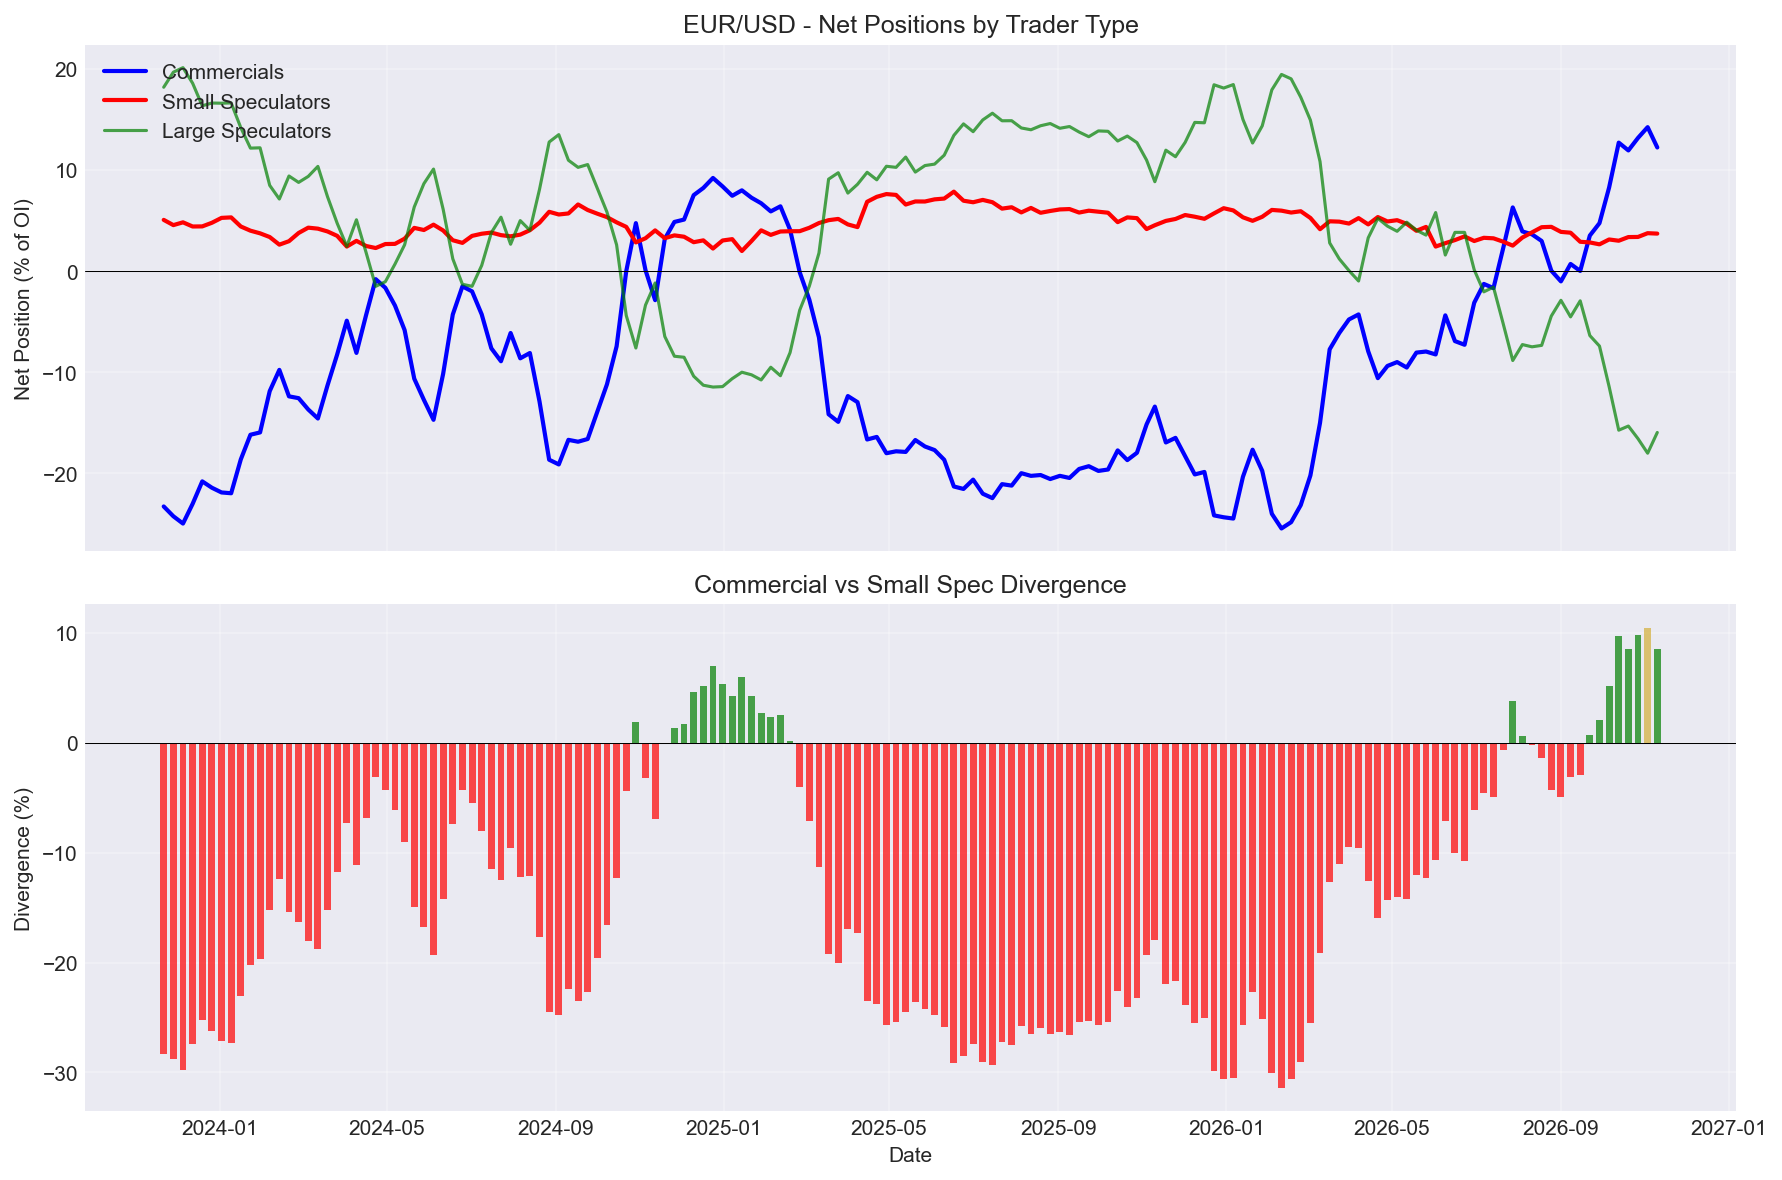 EUR/USD - Net Positions by Trader Type
Net Position (% of OI)
20
10
0
−10
−20
Commercials
Small Speculators
Large Speculators
Commercial vs Small Spec Divergence
Divergence (%)
10
0
−10
−20
−30
2024-01 2024-05 2024-09 2025-01 2025-05 2025-09 2026-01 2026-05 2026-09 2027-01
Date